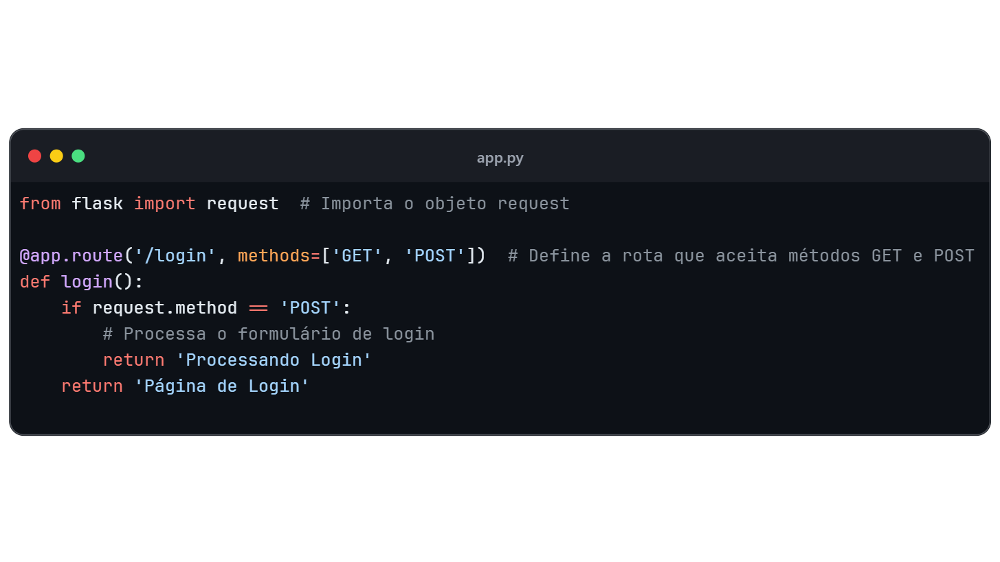 app.py
from flask import request  # Importa o objeto request
@app.route('/login', methods=['GET', 'POST'])  # Define a rota que aceita métodos GET e POST
def login():
    if request.method == 'POST':
        # Processa o formulário de login
        return 'Processando Login'
    return 'Página de Login'